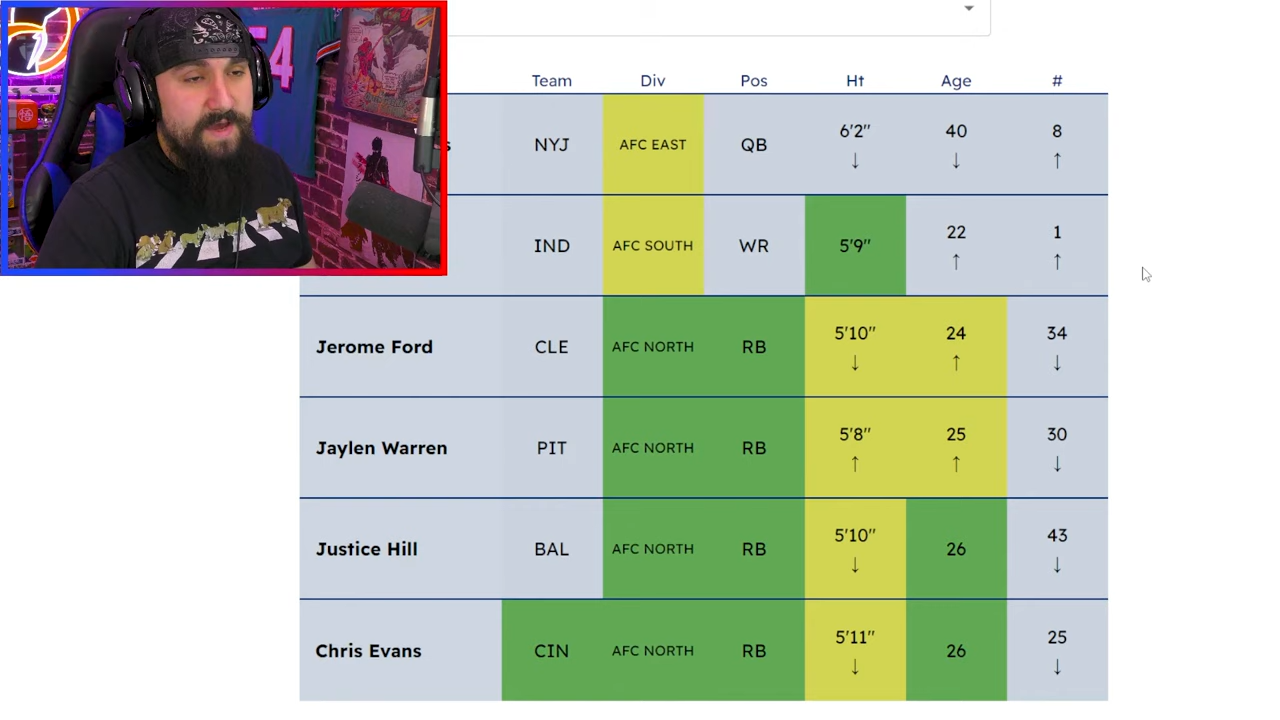 54
Team Div Pos Ht Age #
s NYJ AFC EAST QB 6'2" ↓ 40 ↓ 8 ↑
IND AFC SOUTH WR 5'9" 22 ↑ 1 ↑
Jerome Ford CLE AFC NORTH RB 5'10" ↓ 24 ↑ 34 ↓
Jaylen Warren PIT AFC NORTH RB 5'8" ↑ 25 ↑ 30 ↓
Justice Hill BAL AFC NORTH RB 5'10" ↓ 26 43 ↓
Chris Evans CIN AFC NORTH RB 5'11" ↓ 26 25 ↓